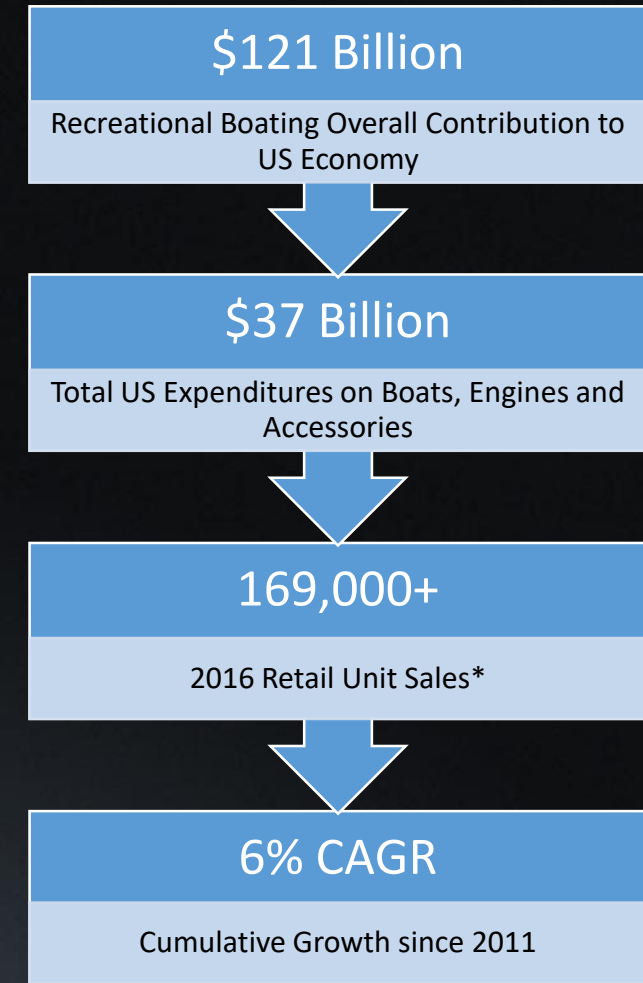 $121 Billion
Recreational Boating Overall Contribution to
US Economy
$37 Billion
Total US Expenditures on Boats, Engines and
Accessories
169,000+
2016 Retail Unit Sales*
6% CAGR
Cumulative Growth since 2011